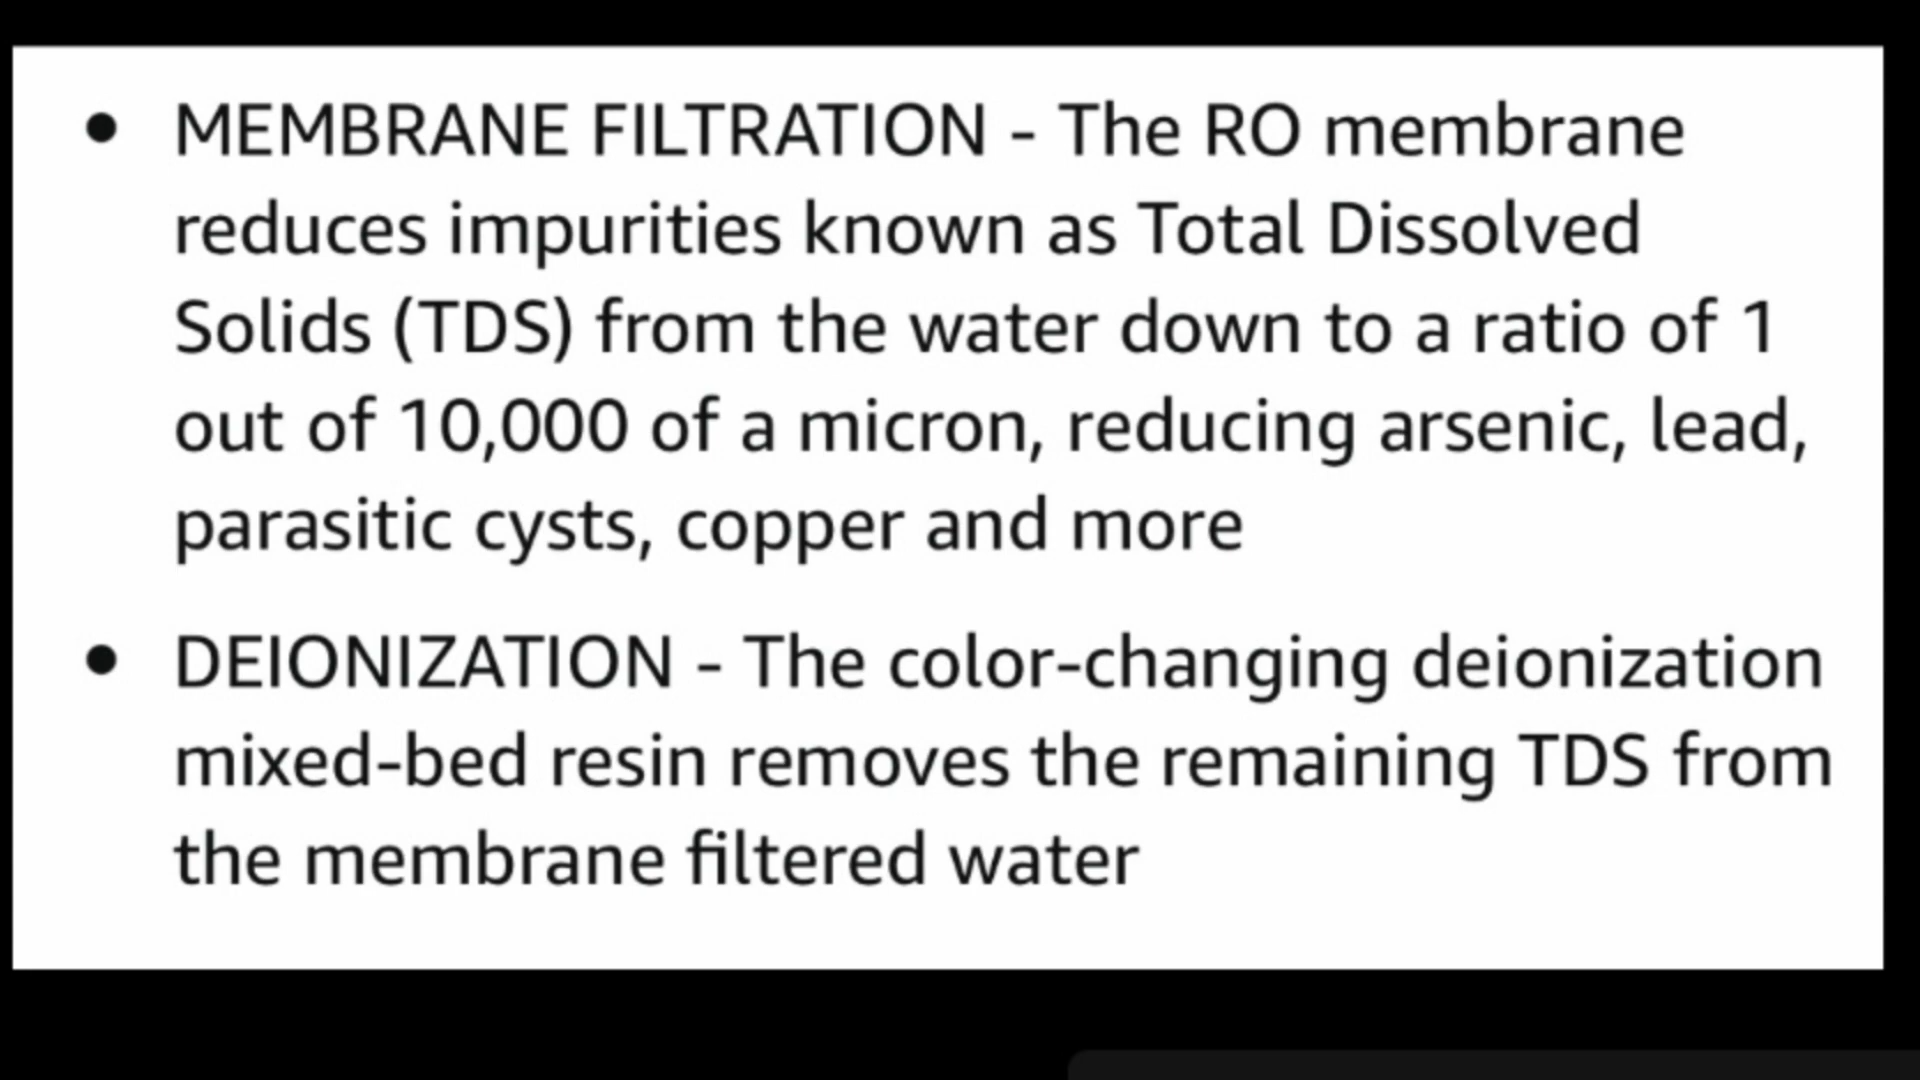 • MEMBRANE FILTRATION - The RO membrane
reduces impurities known as Total Dissolved
Solids (TDS) from the water down to a ratio of 1
out of 10,000 of a micron, reducing arsenic, lead,
parasitic cysts, copper and more
• DEIONIZATION - The color-changing deionization
mixed-bed resin removes the remaining TDS from
the membrane filtered water